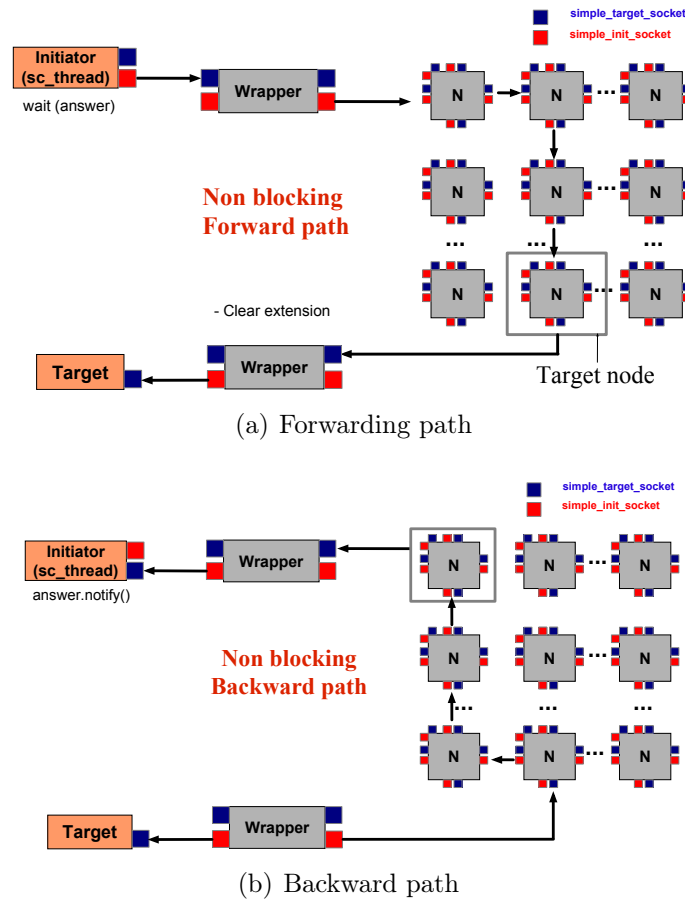 simple_target_socket
simple_init_socket
Initiator
(sc_thread)
wait (answer)
Wrapper
N
N
...
N
Non blocking
Forward path
N
N
...
N
...
...
...
N
N
...
N
- Clear extension
Target
Wrapper
Target node
(a) Forwarding path
simple_target_socket
simple_init_socket
Initiator
(sc_thread)
answer.notify()
Wrapper
N
N
...
N
Non blocking
Backward path
N
N
...
N
...
...
...
N
N
...
N
Target
Wrapper
(b) Backward path